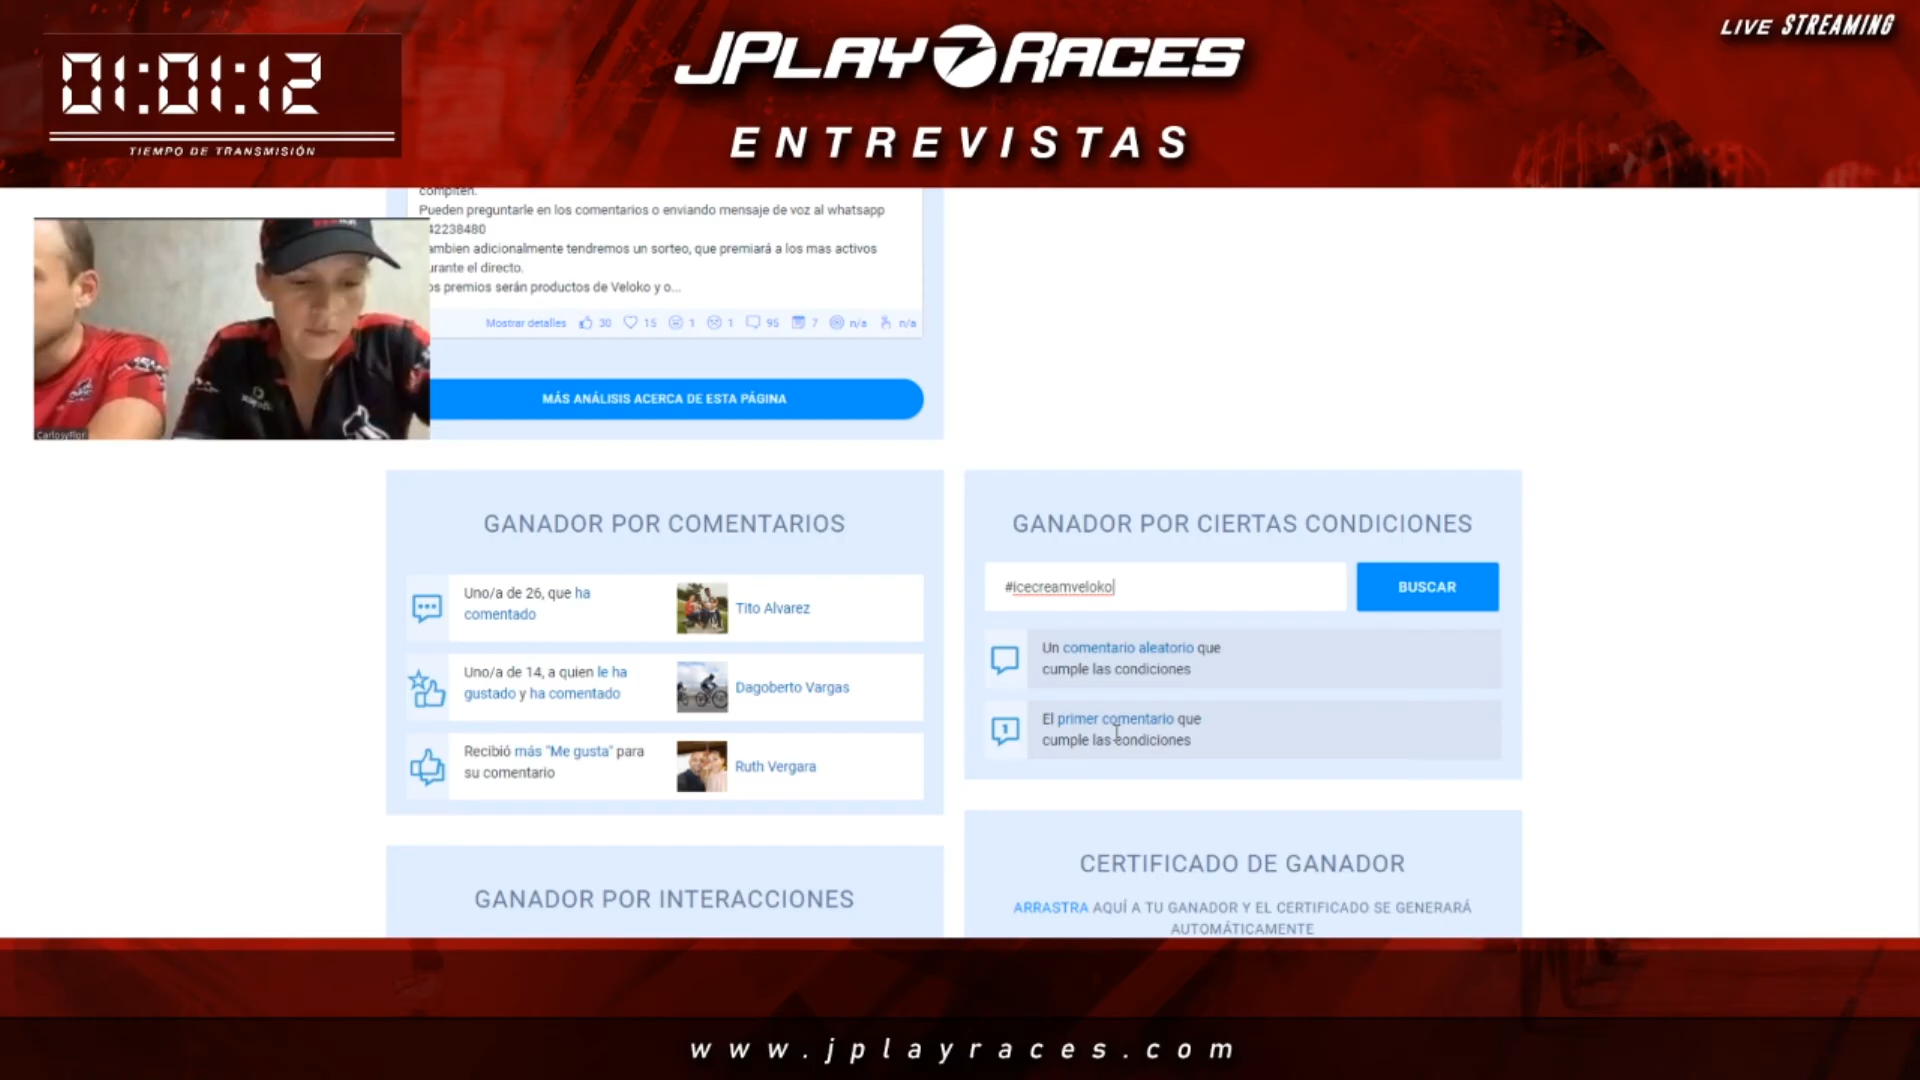 01:01:12
TIEMPO DE TRANSMISIÓN
JPLAY RACES
ENTREVISTAS
LIVE STREAMING
compiten.
Pueden preguntarle en los comentarios o enviando mensaje de voz al whatsapp
42238480
ambien adicionalmente tendremos un sorteo, que premiará a los mas activos
urante el directo.
os premios serán productos de Veloko y o...
Mostrar detalles 30 15 1 1 95 7 n/a n/a
MÁS ANÁLISIS ACERCA DE ESTA PÁGINA
CarlosyFlor
GANADOR POR COMENTARIOS
Uno/a de 26, que ha
comentado
Tito Alvarez
Uno/a de 14, a quien le ha
gustado y ha comentado
Dagoberto Vargas
Recibió más "Me gusta" para
su comentario
Ruth Vergara
GANADOR POR INTERACCIONES
GANADOR POR CIERTAS CONDICIONES
#icecreamveloko
BUSCAR
Un comentario aleatorio que
cumple las condiciones
1
El primer comentario que
cumple las condiciones
CERTIFICADO DE GANADOR
ARRASTRA AQUÍ A TU GANADOR Y EL CERTIFICADO SE GENERARÁ
AUTOMÁTICAMENTE
www.jplayraces.com